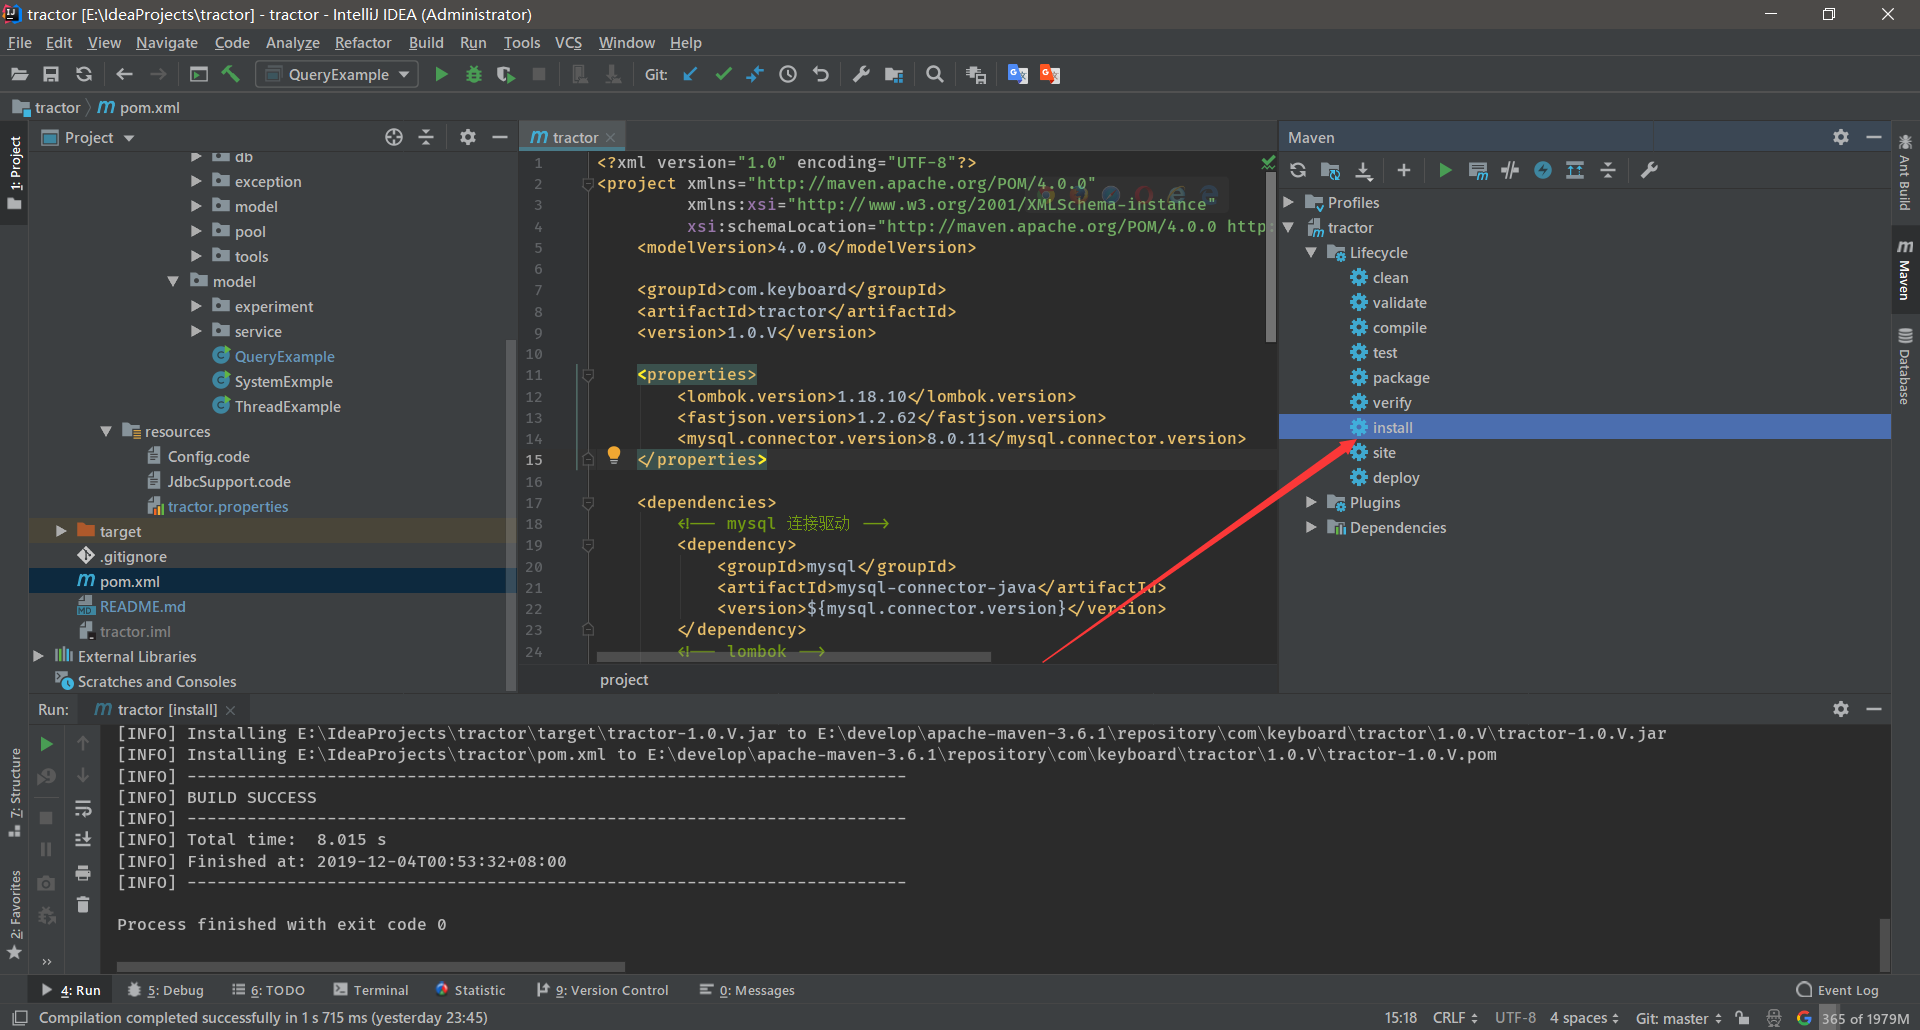 tractor [E:\IdeaProjects\tractor] - tractor - IntelliJ IDEA (Administrator)
File Edit View Navigate Code Analyze Refactor Build Run Tools VCS Window Help
QueryExample Git:
tractor pom.xml
1: Project
7: Structure
2: Favorites
Project
db
exception
model
pool
tools
model
experiment
service
QueryExample
SystemExmple
ThreadExample
resources
Config.code
JdbcSupport.code
tractor.properties
target
.gitignore
pom.xml
README.md
tractor.iml
External Libraries
Scratches and Consoles
tractor
1 <?xml version="1.0" encoding="UTF-8"?>
2 <project xmlns="http://maven.apache.org/POM/4.0.0"
3 xmlns:xsi="http://www.w3.org/2001/XMLSchema-instance"
4 xsi:schemaLocation="http://maven.apache.org/POM/4.0.0 http:
5 <modelVersion>4.0.0</modelVersion>
6
7 <groupId>com.keyboard</groupId>
8 <artifactId>tractor</artifactId>
9 <version>1.0.V</version>
10
11 <properties>
12 <lombok.version>1.18.10</lombok.version>
13 <fastjson.version>1.2.62</fastjson.version>
14 <mysql.connector.version>8.0.11</mysql.connector.version>
15 </properties>
16
17 <dependencies>
18 <!-- mysql 连接驱动 -->
19 <dependency>
20 <groupId>mysql</groupId>
21 <artifactId>mysql-connector-java</artifactId>
22 <version>${mysql.connector.version}</version>
23 </dependency>
24 <!-- lombok -->
project
Maven
Profiles
tractor
Lifecycle
clean
validate
compile
test
package
verify
install
site
deploy
Plugins
Dependencies
Ant Build
Maven
Database
Run: tractor [install]
[INFO] Installing E:\IdeaProjects\tractor\target\tractor-1.0.V.jar to E:\develop\apache-maven-3.6.1\repository\com\keyboard\tractor\1.0.V\tractor-1.0.V.jar
[INFO] Installing E:\IdeaProjects\tractor\pom.xml to E:\develop\apache-maven-3.6.1\repository\com\keyboard\tractor\1.0.V\tractor-1.0.V.pom
[INFO] ------------------------------------------------------------------------
[INFO] BUILD SUCCESS
[INFO] ------------------------------------------------------------------------
[INFO] Total time:  8.015 s
[INFO] Finished at: 2019-12-04T00:53:32+08:00
[INFO] ------------------------------------------------------------------------
Process finished with exit code 0
4: Run 5: Debug 6: TODO Terminal Statistic 9: Version Control 0: Messages Event Log
Compilation completed successfully in 1 s 715 ms (yesterday 23:45) 15:18 CRLF UTF-8 4 spaces Git: master 365 of 1979M